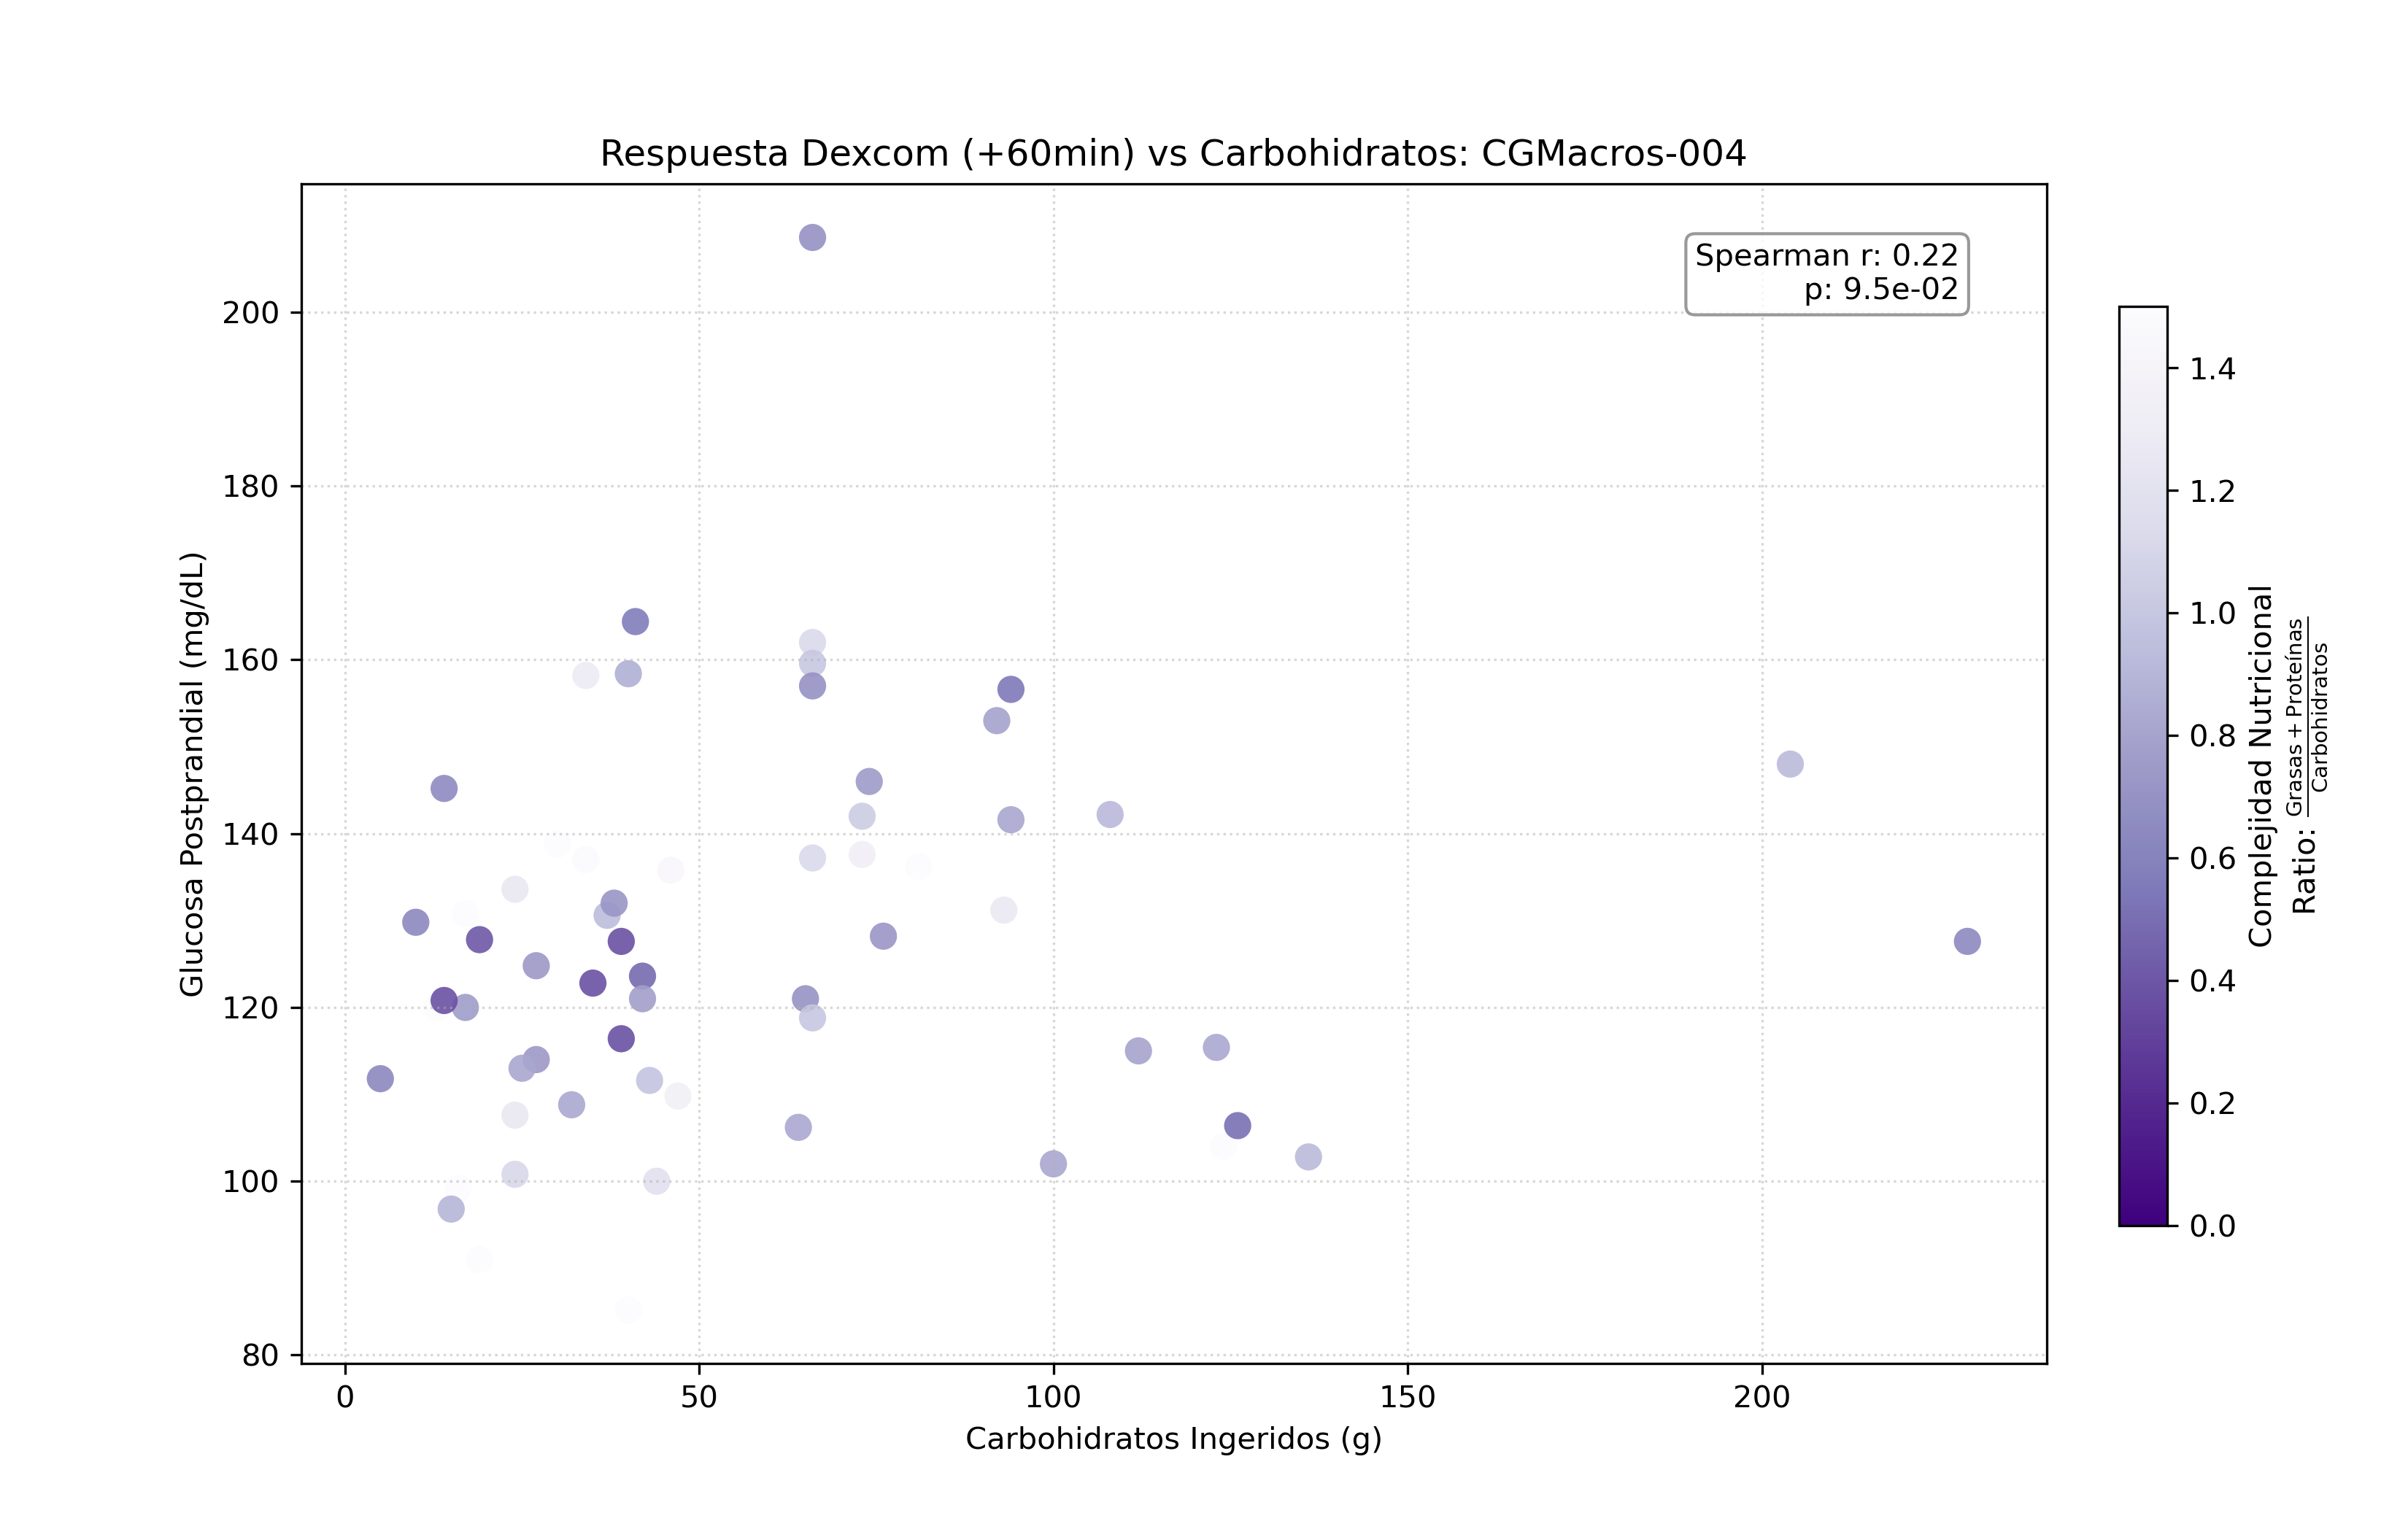 Respuesta Dexcom (+60min) vs Carbohidratos: CGMacros-004
Spearman r: 0.22
p: 9.5e-02
Glucosa Postprandial (mg/dL)
200
180
160
140
120
100
80
0
50
100
150
200
Carbohidratos Ingeridos (g)
1.4
1.2
1.0
0.8
0.6
0.4
0.2
0.0
Complejidad Nutricional
Ratio: Grasas + Proteínas
Carbohidratos